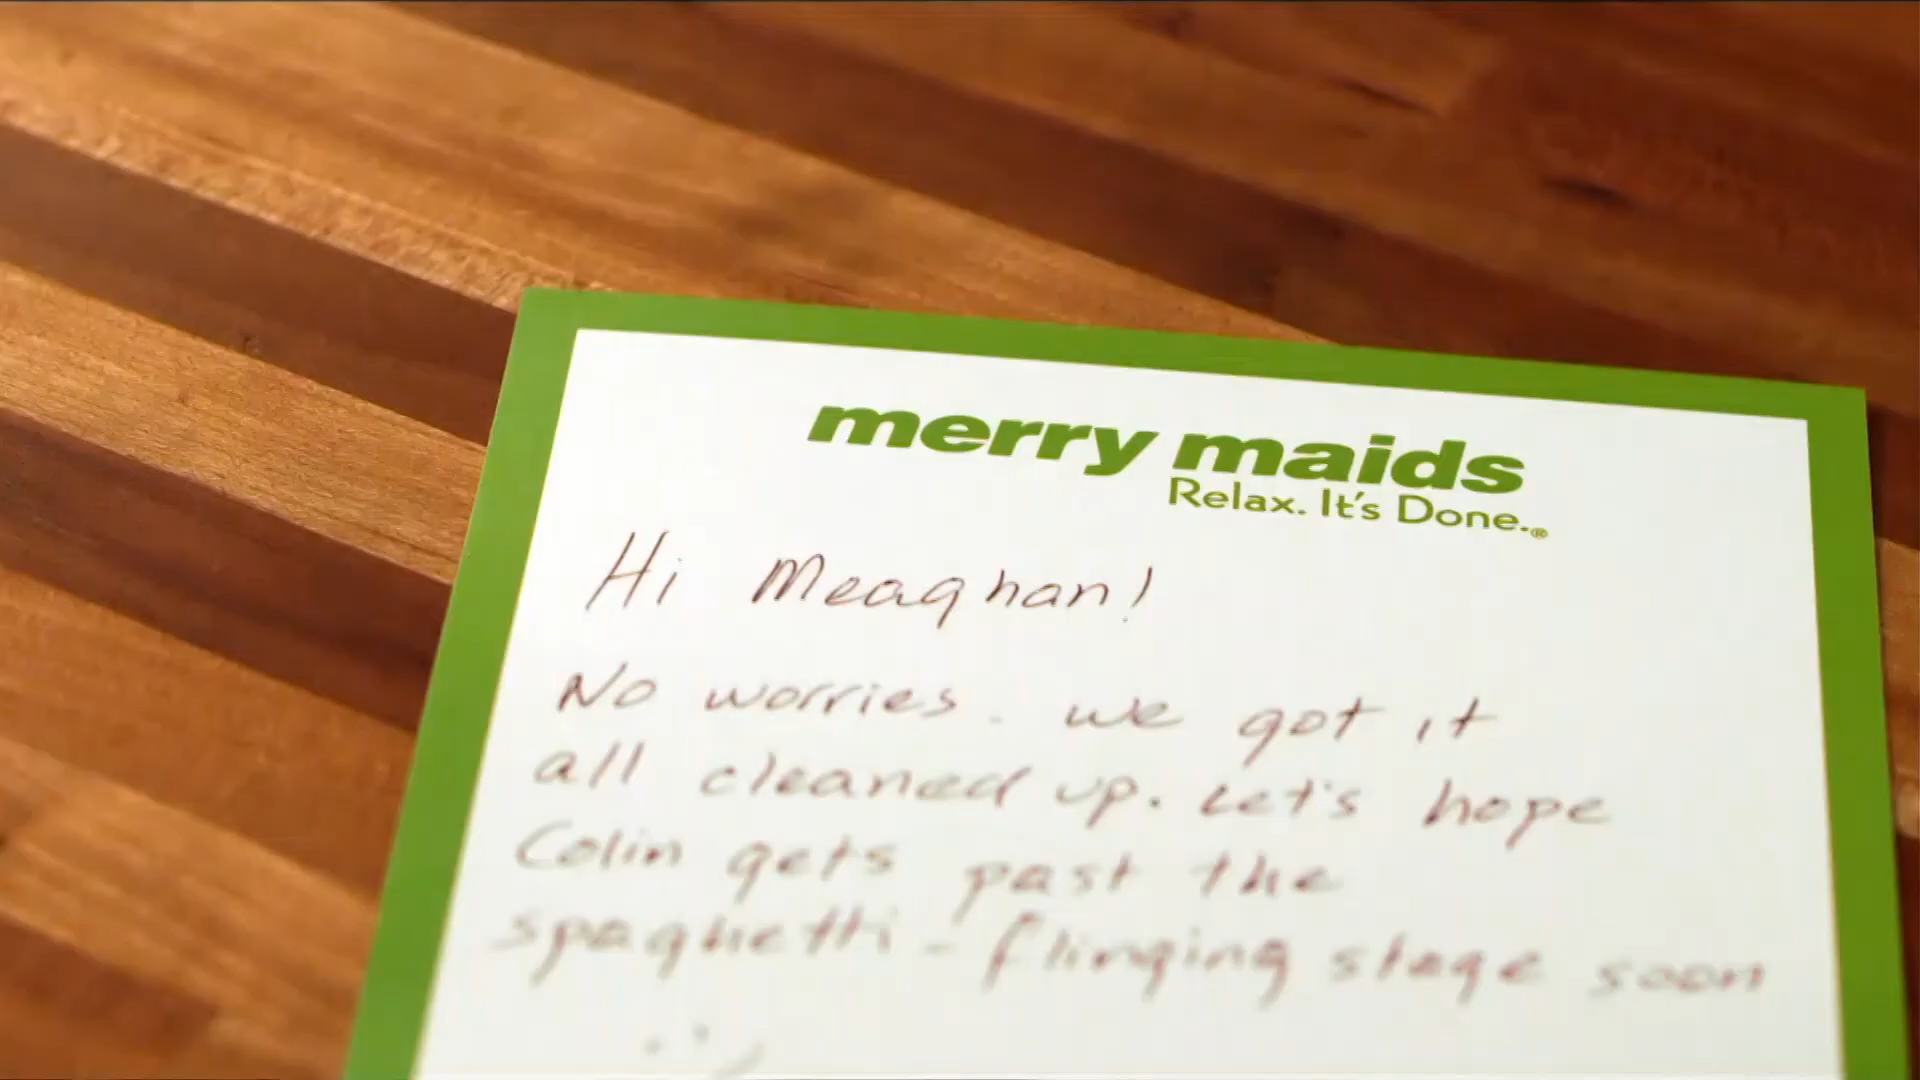 merry maids
Relax. It's Done.®
Hi Meaghan!
No worries. we got it
all cleaned up. Let's hope
Colin gets past the
spaghetti-flinging stage soon
:)